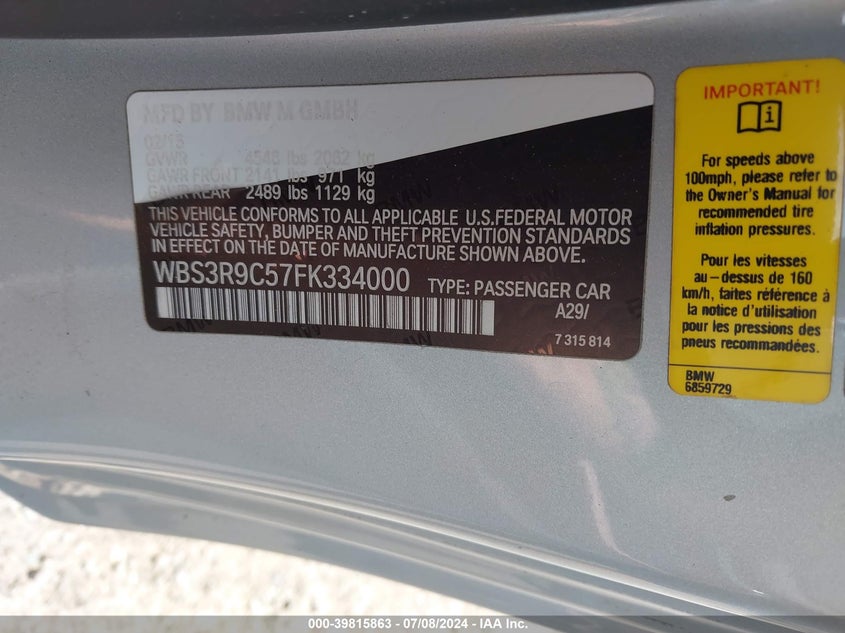 MFD BY BMW M GMBH
02/15
GVWR 4548 lbs 2062 kg
GAWR FRONT 2141 lbs 971 kg
GAWR REAR 2489 lbs 1129 kg
THIS VEHICLE CONFORMS TO ALL APPLICABLE U.S.FEDERAL MOTOR
VEHICLE SAFETY, BUMPER AND THEFT PREVENTION STANDARDS
IN EFFECT ON THE DATE OF MANUFACTURE SHOWN ABOVE.
WBS3R9C57FK334000 TYPE: PASSENGER CAR
A29/
7 315 814
IMPORTANT!
For speeds above
100mph, please refer to
the Owner's Manual for
recommended tire
inflation pressures.
Pour les vitesses
au-dessus de 160
km/h, faites référence à
la notice d'utilisation
pour les pressions des
pneus recommandées.
BMW
6859729
000-39815863 - 07/08/2024 - IAA Inc.